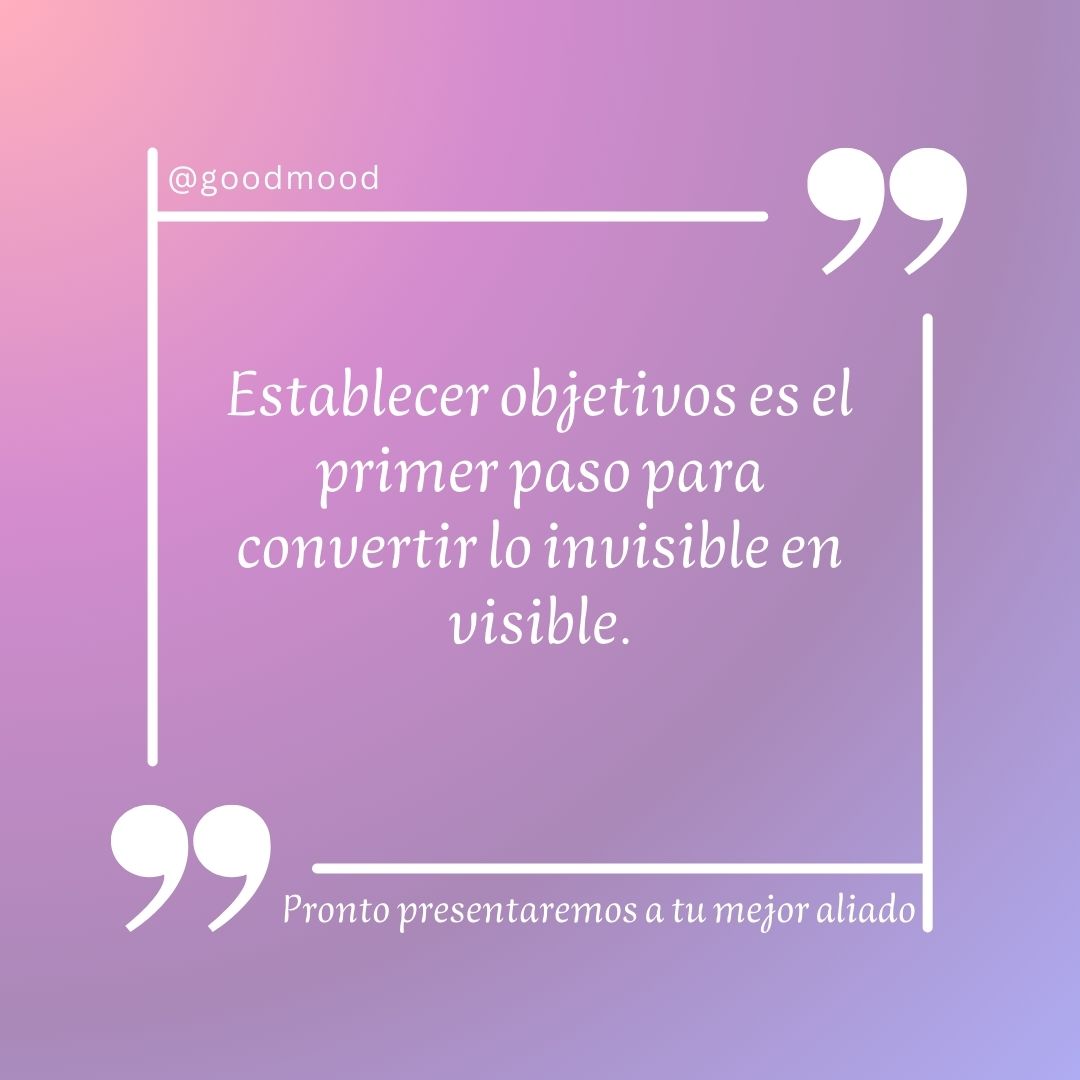 @goodmood
Establecer objetivos es el
primer paso para
convertir lo invisible en
visible.
Pronto presentaremos a tu mejor aliado